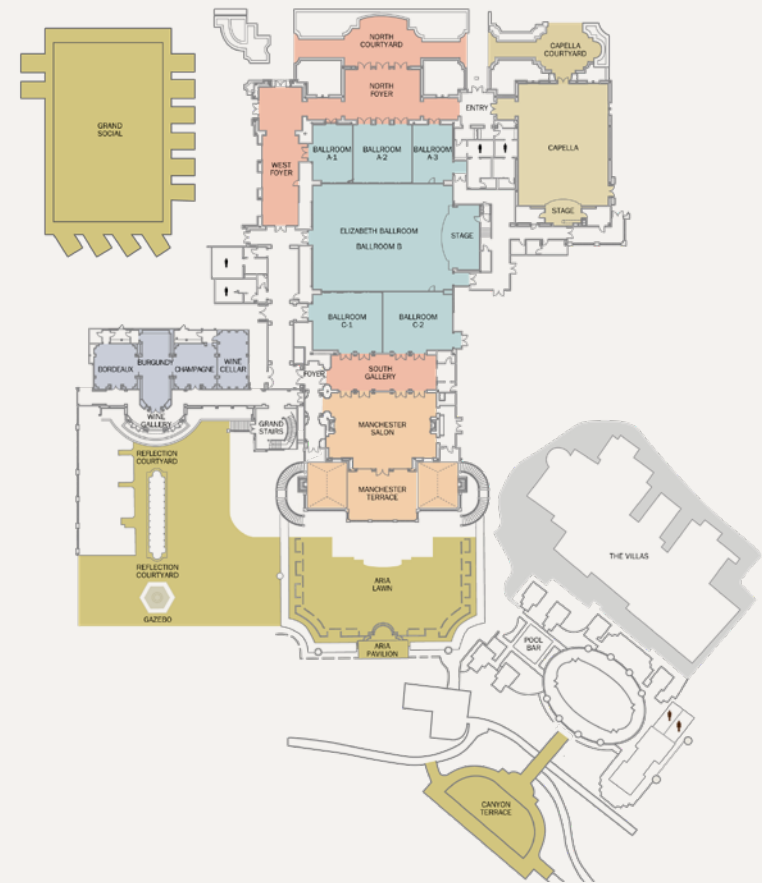 NORTH
COURTYARD
CAPELLA
COURTYARD
NORTH
FOYER
ENTRY
GRAND
SOCIAL
BALLROOM
A-1
BALLROOM
A-2
BALLROOM
A-3
CAPELLA
WEST
FOYER
STAGE
ELIZABETH BALLROOM
BALLROOM B
STAGE
BALLROOM
C-1
BALLROOM
C-2
BORDEAUX
BURGUNDY
CHAMPAGNE
WINE
CELLAR
FOYER
SOUTH
GALLERY
WINE
GALLERY
GRAND
STAIRS
MANCHESTER
SALON
REFLECTION
COURTYARD
MANCHESTER
TERRACE
THE VILLAS
REFLECTION
COURTYARD
ARIA
LAWN
GAZEBO
POOL
BAR
ARIA
PAVILION
CANYON
TERRACE